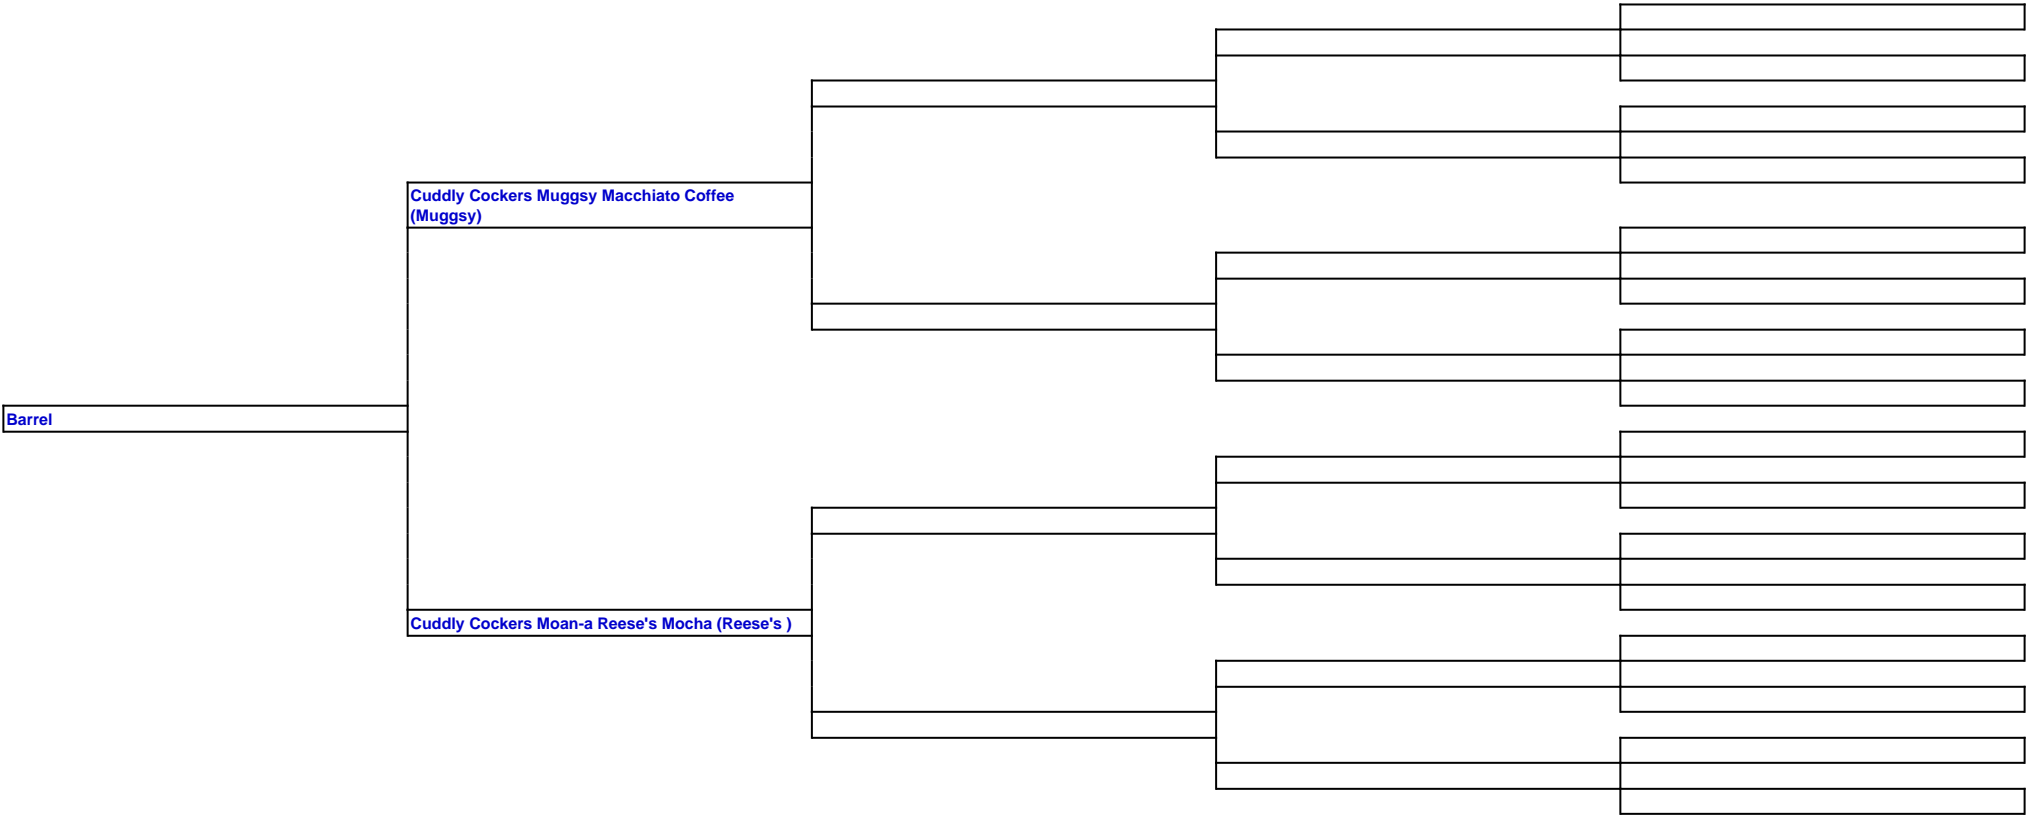 Cuddly Cockers Muggsy Macchiato Coffee
(Muggsy)
Barrel
Cuddly Cockers Moan-a Reese's Mocha (Reese's )